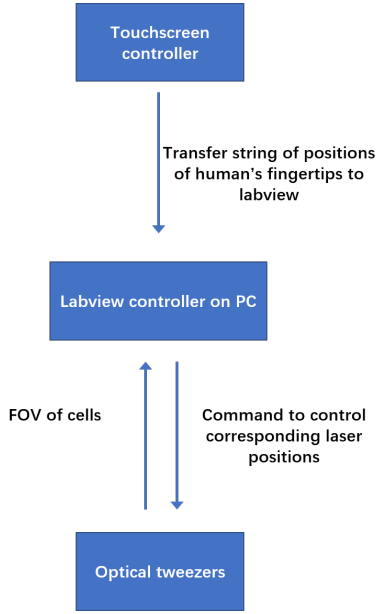 Touchscreen
controller
Transfer string of positions
of human's fingertips to
labview
Labview controller on PC
FOV of cells
Command to control
corresponding laser
positions
Optical tweezers